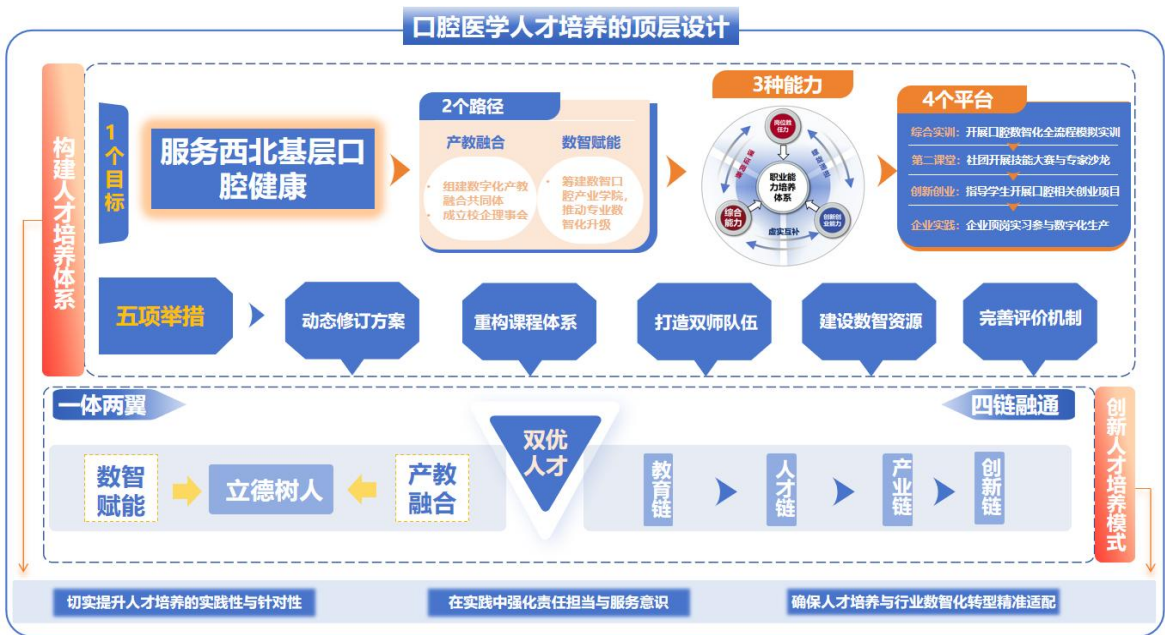 口腔医学人才培养的顶层设计
构建人才培养体系
1个目标
服务西北基层口
腔健康
2个路径
产教融合
数智赋能
• 组建数字化产教
融合共同体
• 成立校企理事会
• 筹建数智口
腔产业学院,
推动专业数
智化升级
3种能力
岗位胜
任力
职业能
力培养
体系
综合
能力
创新创
业能力
虚实互补
4个平台
综合实训：开展口腔数智化全流程模拟实训
第二课堂：社团开展技能大赛与专家沙龙
创新创业：指导学生开展口腔相关创业项目
企业实践：企业顶岗实习参与数字化生产
五项举措
动态修订方案
重构课程体系
打造双师队伍
建设数智资源
完善评价机制
一体两翼
四链融通
双优
人才
数智
赋能
立德树人
产教
融合
教育链
人才链
产业链
创新链
创新人才培养模式
切实提升人才培养的实践性与针对性
在实践中强化责任担当与服务意识
确保人才培养与行业数智化转型精准适配